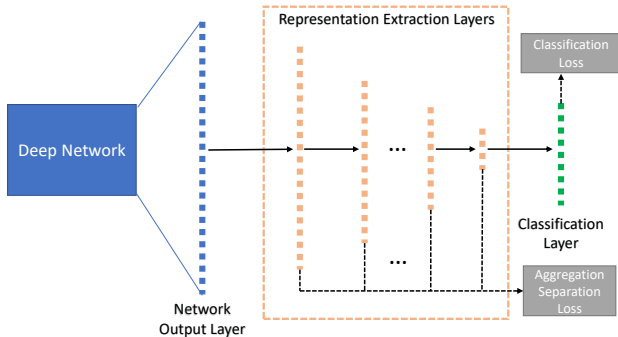 Representation Extraction Layers
Classification
Loss
Deep Network
...
Classification
Layer
...
Network
Output Layer
Aggregation
Separation
Loss